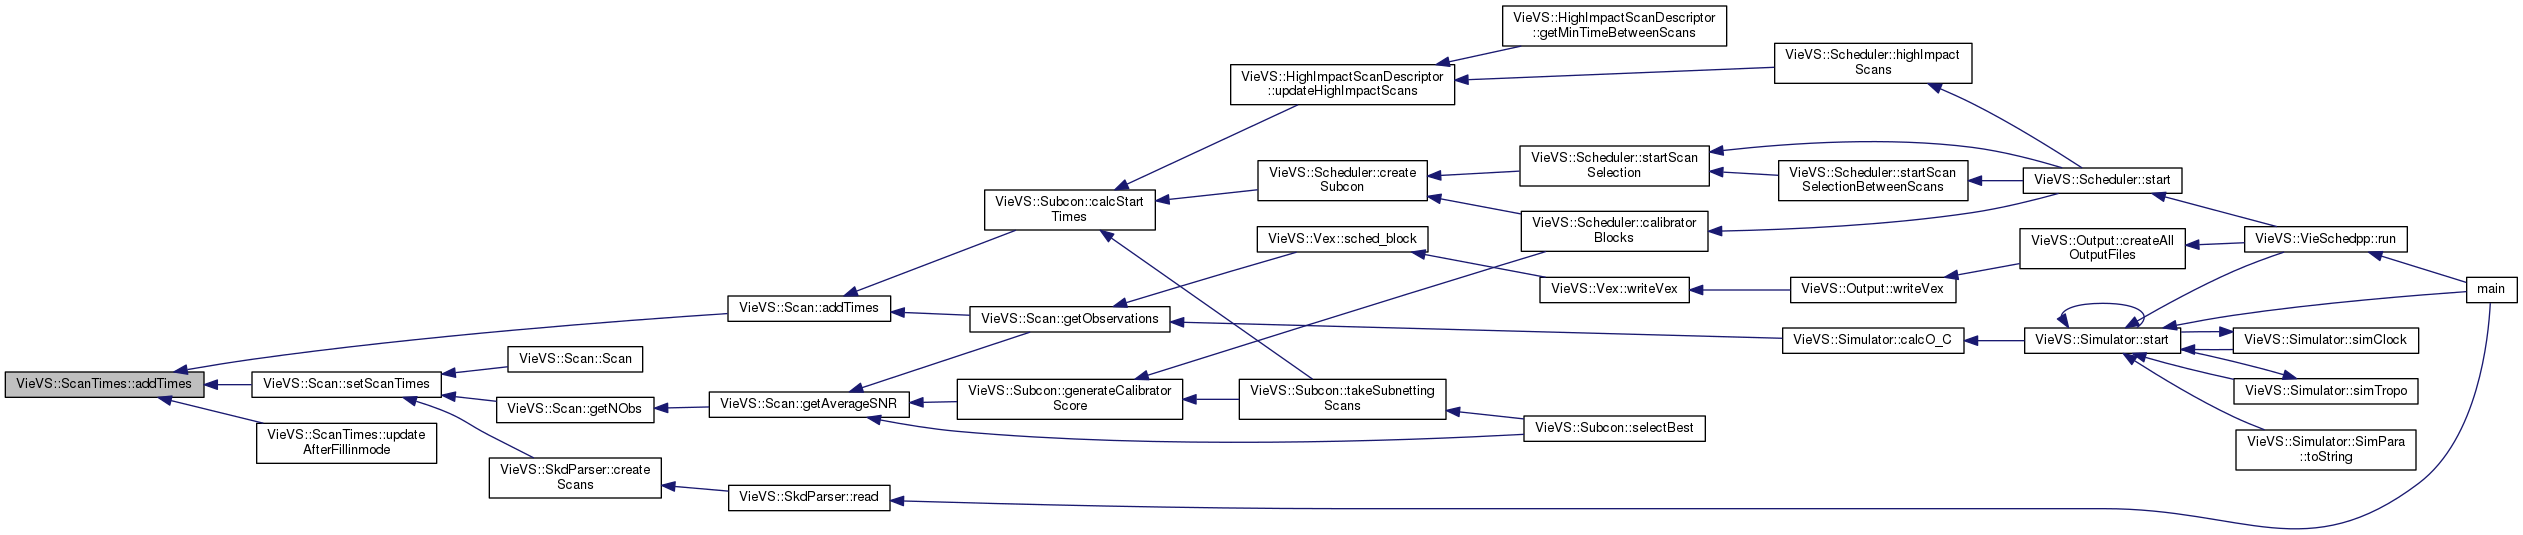 VieVS::ScanTimes::addTimes
VieVS::Scan::addTimes
VieVS::Scan::setScanTimes
VieVS::ScanTimes::update
AfterFillinmode
VieVS::Scan::Scan
VieVS::Scan::getNObs
VieVS::SkdParser::create
Scans
VieVS::Scan::getAverageSNR
VieVS::SkdParser::read
VieVS::Subcon::calcStart
Times
VieVS::Scan::getObservations
VieVS::Subcon::generateCalibrator
Score
VieVS::HighImpactScanDescriptor
::updateHighImpactScans
VieVS::Scheduler::create
Subcon
VieVS::Vex::sched_block
VieVS::Subcon::takeSubnetting
Scans
VieVS::HighImpactScanDescriptor
::getMinTimeBetweenScans
VieVS::Scheduler::startScan
Selection
VieVS::Vex::writeVex
VieVS::Scheduler::highImpact
Scans
VieVS::Scheduler::startScan
SelectionBetweenScans
VieVS::Scheduler::calibrator
Blocks
VieVS::Output::writeVex
VieVS::Simulator::calcO_C
VieVS::Subcon::selectBest
VieVS::Scheduler::start
VieVS::Output::createAll
OutputFiles
VieVS::Simulator::start
VieVS::VieSchedpp::run
VieVS::Simulator::simClock
VieVS::Simulator::simTropo
VieVS::Simulator::SimPara
::toString
main